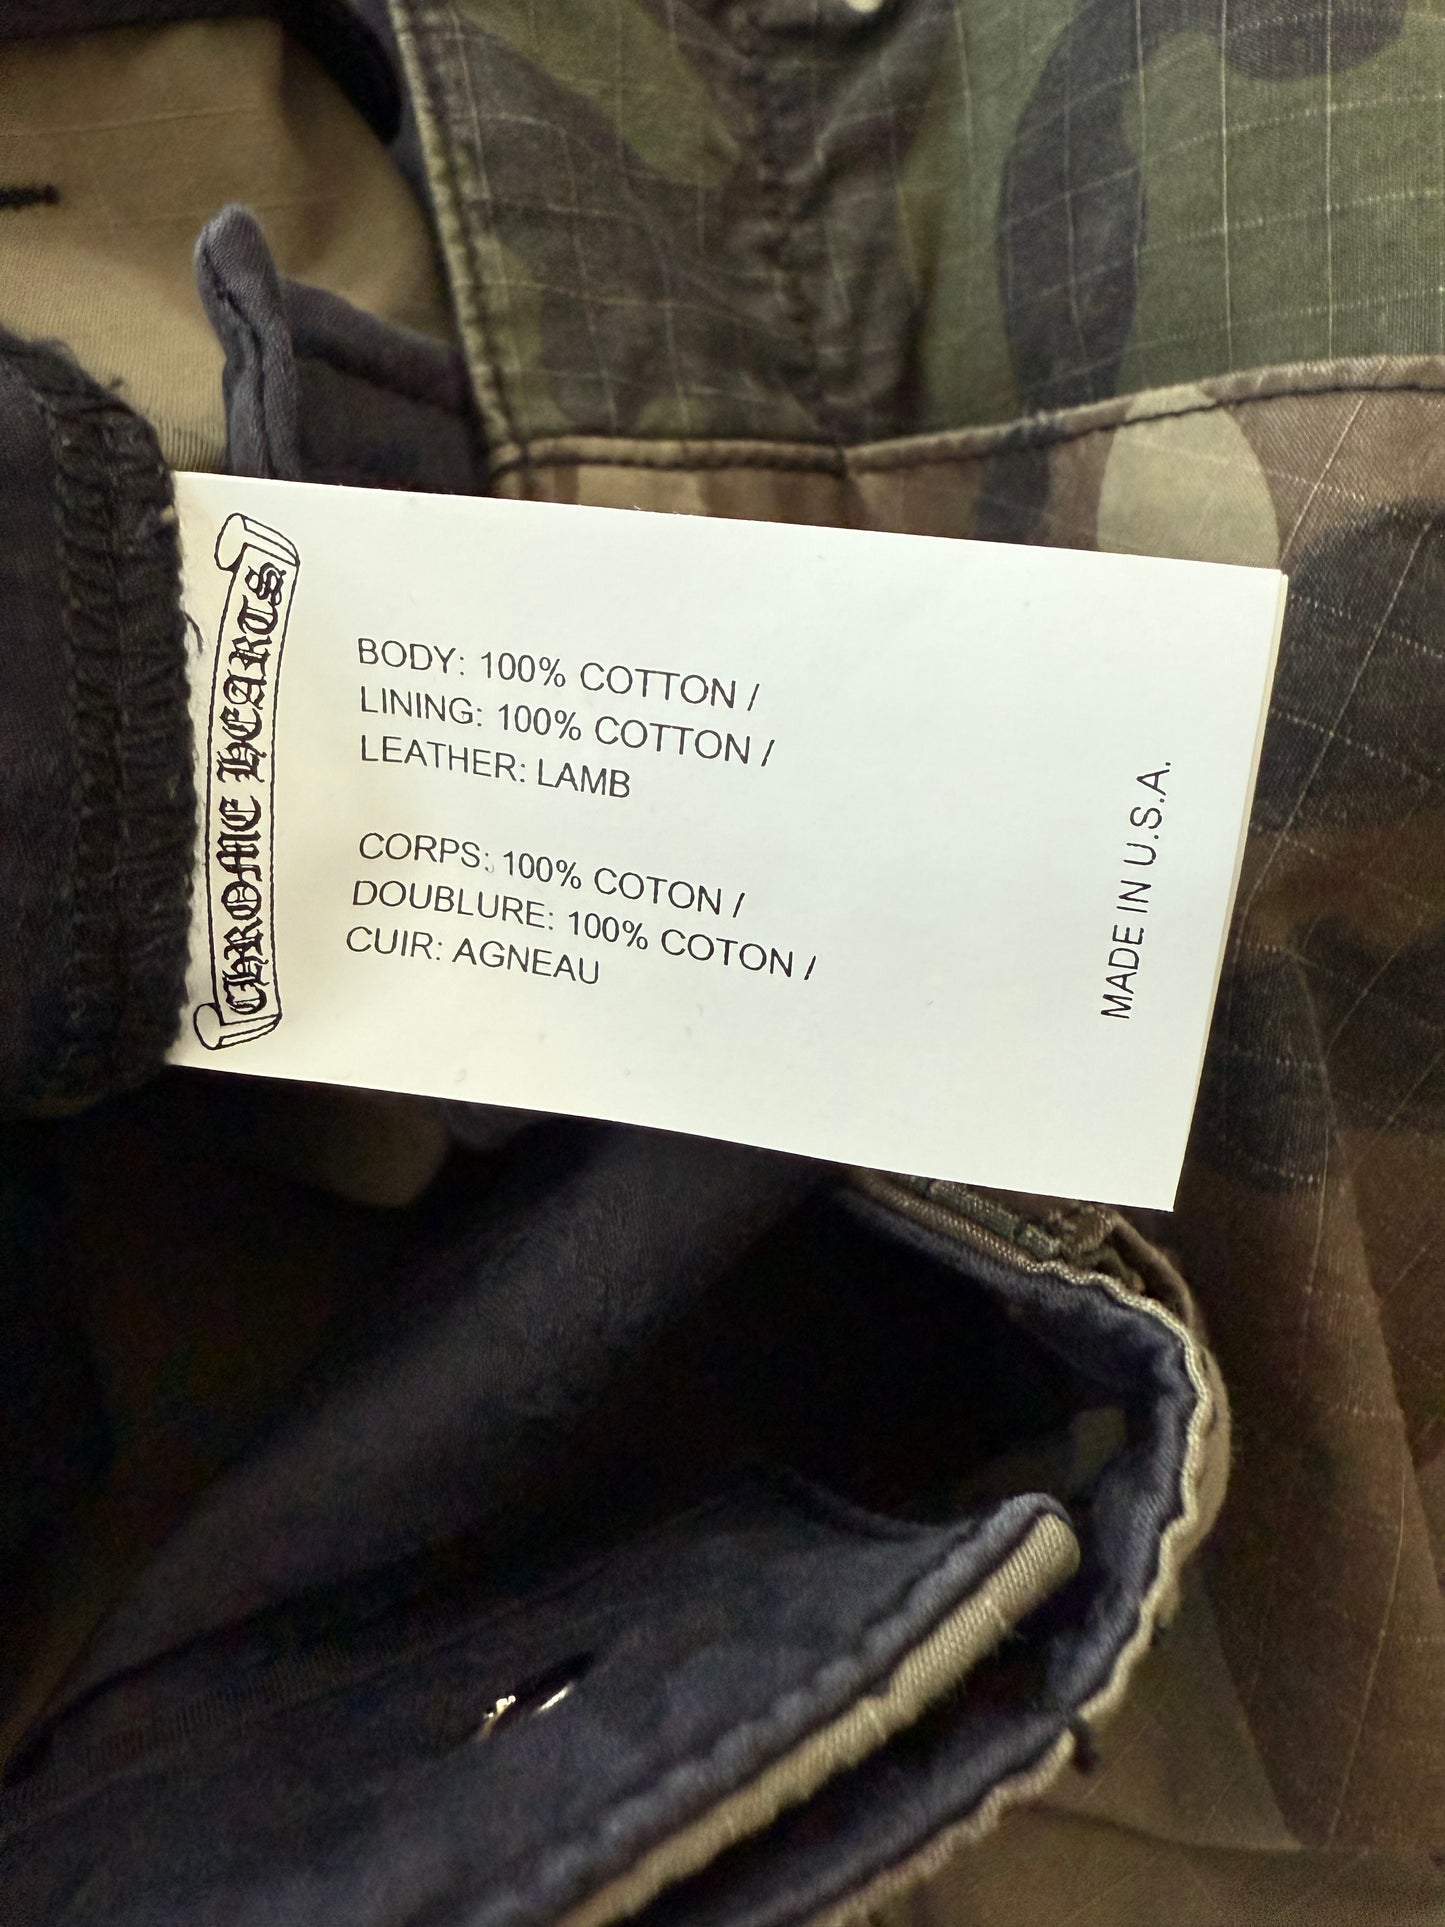 CHROME HEARTS
BODY: 100% COTTON /
LINING: 100% COTTON /
LEATHER: LAMB
CORPS: 100% COTON /
DOUBLURE: 100% COTON /
CUIR: AGNEAU
MADE IN U.S.A.